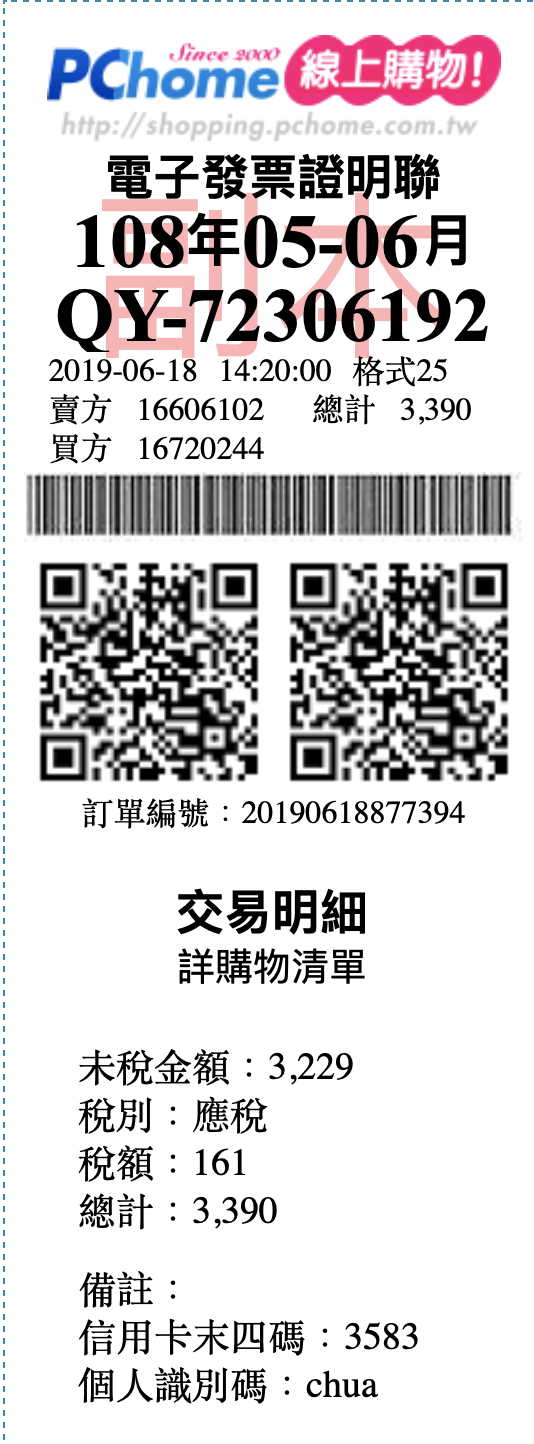 Since 2000
PChome 線上購物!
http://shopping.pchome.com.tw
電子發票證明聯
副本
108年05-06月
QY-72306192
2019-06-18 14:20:00 格式25
賣方 16606102 總計 3,390
買方 16720244
訂單編號：20190618877394
交易明細
詳購物清單
未稅金額：3,229
稅別：應稅
稅額：161
總計：3,390
備註：
信用卡末四碼：3583
個人識別碼：chua